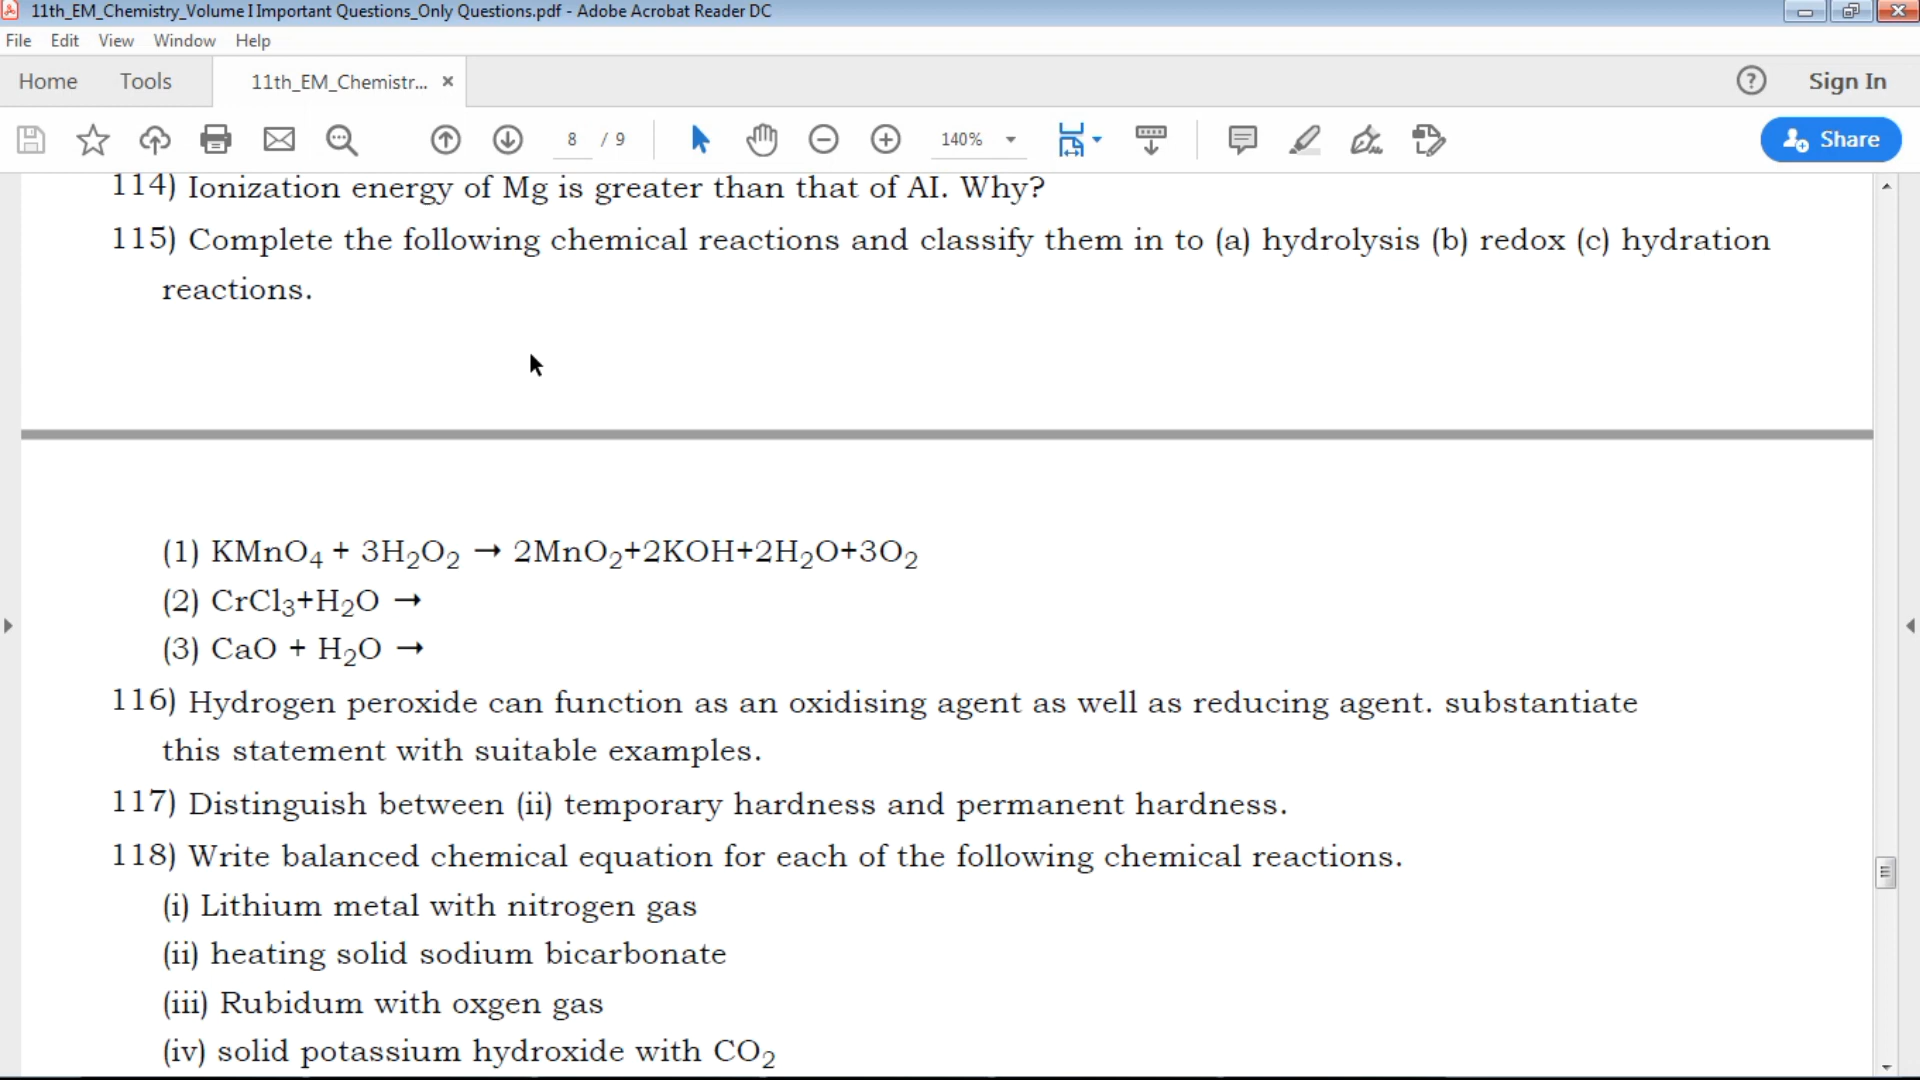 11th_EM_Chemistry_Volume I Important Questions_Only Questions.pdf - Adobe Acrobat Reader DC
File Edit View Window Help
Home Tools 11th_EM_Chemistr... × ? Sign In
8 / 9 140% Share
114) Ionization energy of Mg is greater than that of AI. Why?
115) Complete the following chemical reactions and classify them in to (a) hydrolysis (b) redox (c) hydration
reactions.
(1) KMnO₄ + 3H₂O₂ → 2MnO₂+2KOH+2H₂O+3O₂
(2) CrCl₃+H₂O →
(3) CaO + H₂O →
116) Hydrogen peroxide can function as an oxidising agent as well as reducing agent. substantiate
this statement with suitable examples.
117) Distinguish between (ii) temporary hardness and permanent hardness.
118) Write balanced chemical equation for each of the following chemical reactions.
(i) Lithium metal with nitrogen gas
(ii) heating solid sodium bicarbonate
(iii) Rubidum with oxgen gas
(iv) solid potassium hydroxide with CO₂